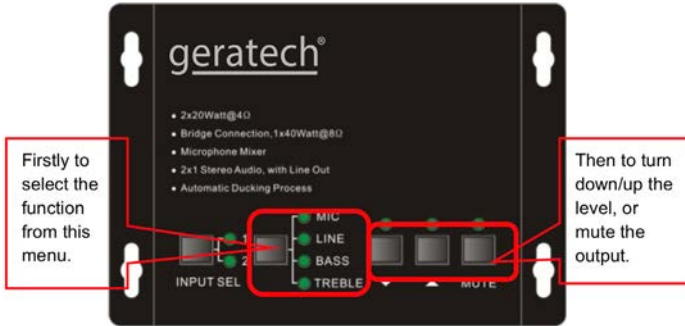 geratech®
• 2x20Watt@4Ω
• Bridge Connection,1x40Watt@8Ω
• Microphone Mixer
• 2x1 Stereo Audio, with Line Out
• Automatic Ducking Process
Firstly to
select the
function
from this
menu.
1
2
INPUT SEL
MIC
LINE
BASS
TREBLE
MUTE
Then to turn
down/up the
level, or
mute the
output.